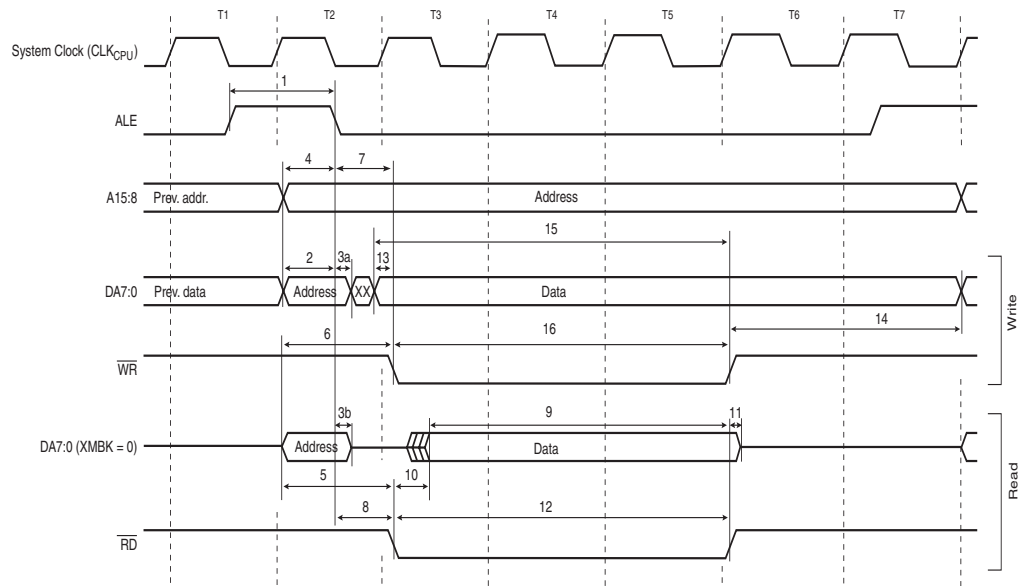 T1 T2 T3 T4 T5 T6 T7
System Clock (CLKCPU)
1
ALE
4 7
A15:8 Prev. addr. Address
15
2 3a 13
DA7:0 Prev. data Address XX Data
14
6 16
WR
Write
3b 9 11
DA7:0 (XMBK = 0) Address Data
5 10
8 12
RD
Read